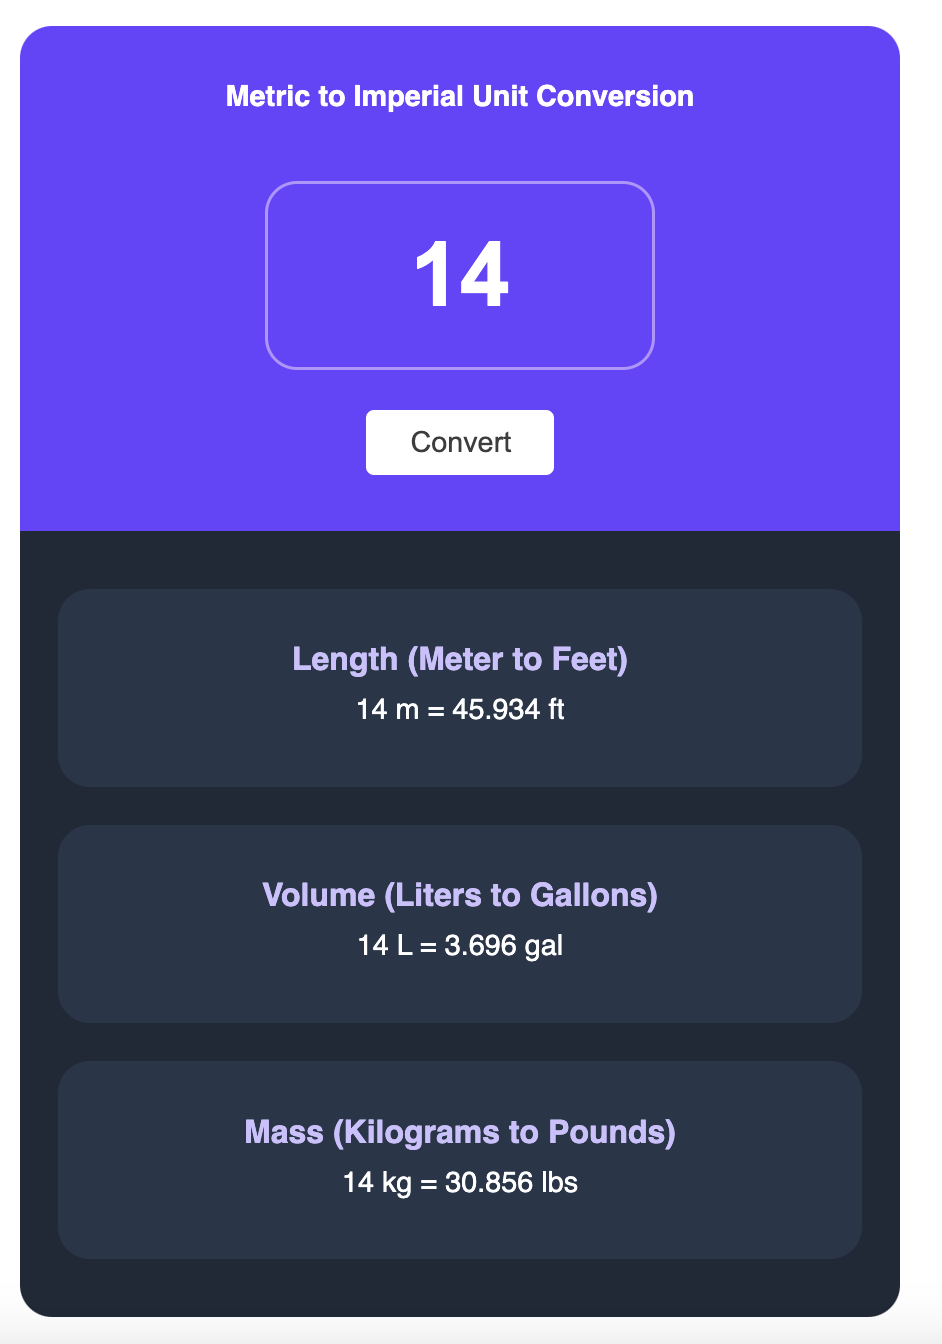 Metric to Imperial Unit Conversion
14
Convert
Length (Meter to Feet)
14 m = 45.934 ft
Volume (Liters to Gallons)
14 L = 3.696 gal
Mass (Kilograms to Pounds)
14 kg = 30.856 lbs